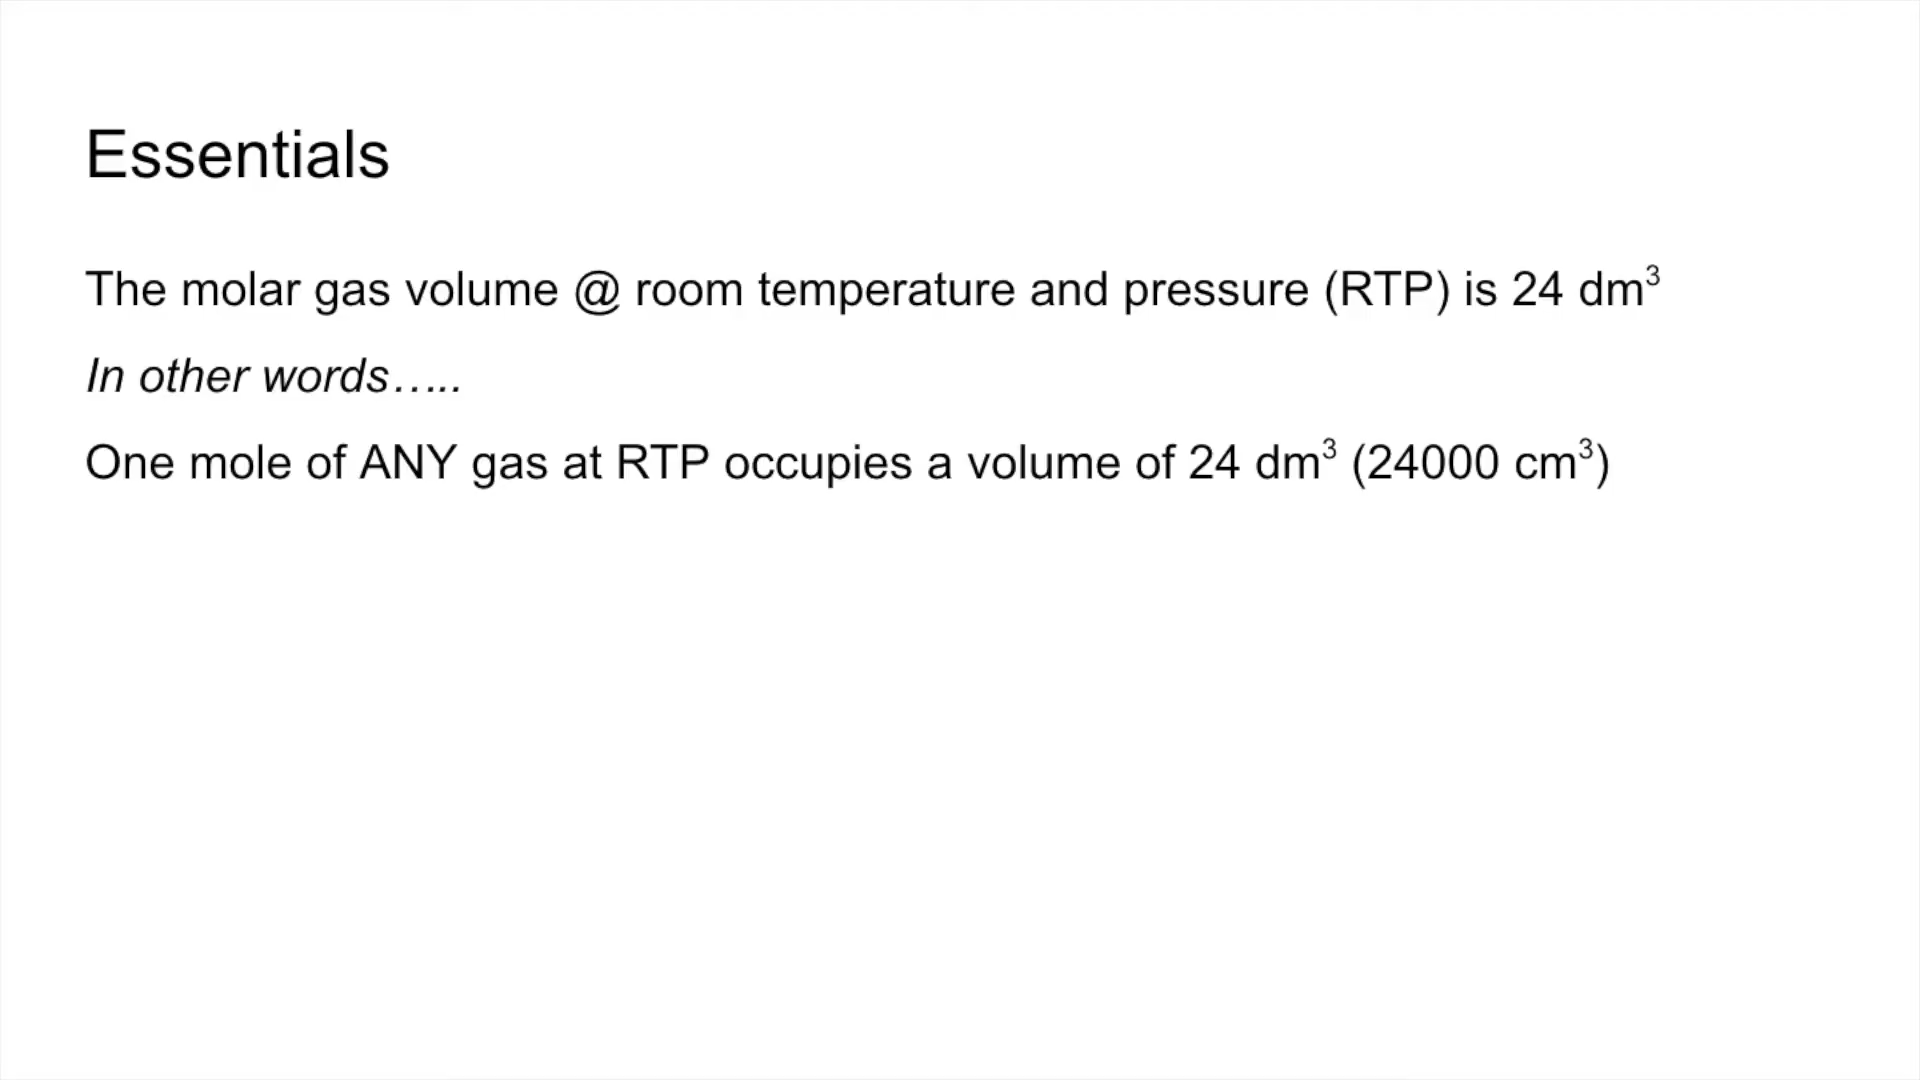 Essentials
The molar gas volume @ room temperature and pressure (RTP) is 24 dm³
In other words…..
One mole of ANY gas at RTP occupies a volume of 24 dm³ (24000 cm³)